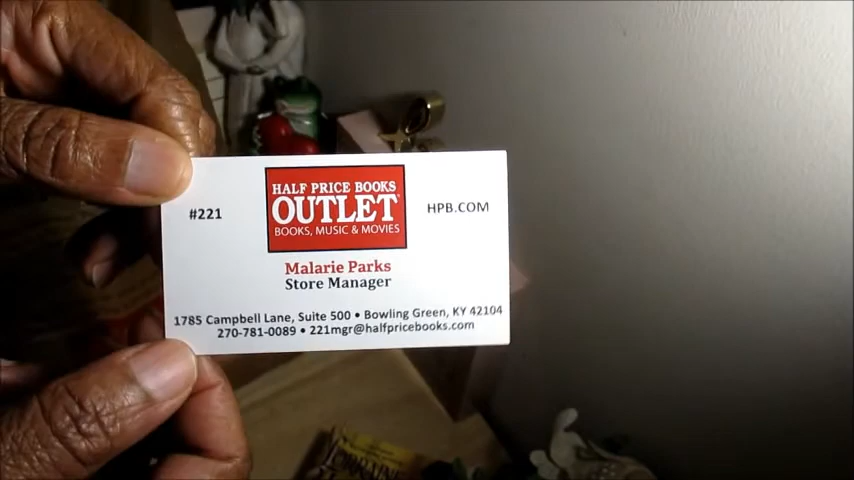 #221
HALF PRICE BOOKS
OUTLET
BOOKS, MUSIC & MOVIES
HPB.COM
Malarie Parks
Store Manager
1785 Campbell Lane, Suite 500 • Bowling Green, KY 42104
270-781-0089 • 221mgr@halfpricebooks.com
LORRAINE